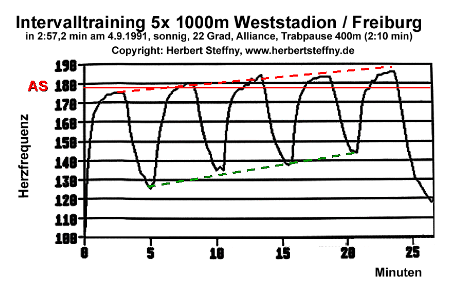 Intervalltraining 5x 1000m Weststadion / Freiburg
in 2:57,2 min am 4.9.1991, sonnig, 22 Grad, Alliance, Trabpause 400m (2:10 min)
Copyright: Herbert Steffny, www.herbertsteffny.de
190
AS
180
170
160
150
140
130
120
110
100
Herzfrequenz
0 5 10 15 20 25
Minuten